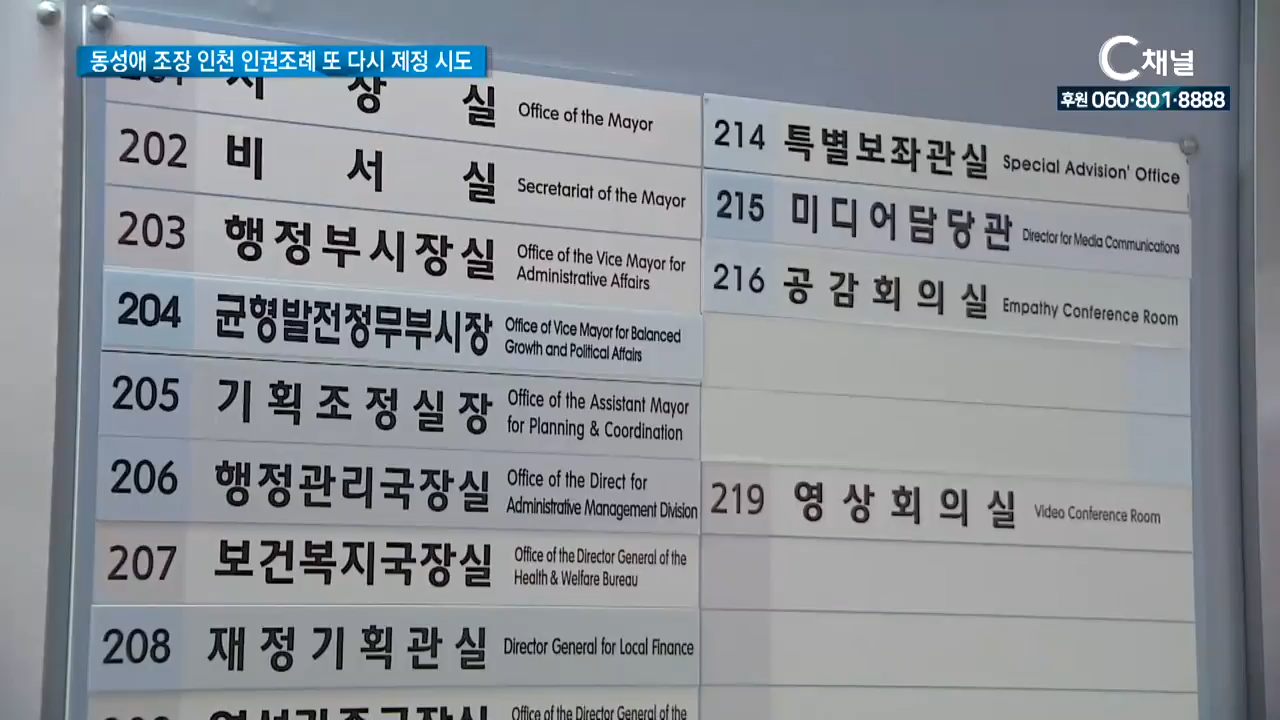 동성애 조장 인천 인권조례 또 다시 제정 시도
C채널
후원 060·801·8888
201 시 장 실 Office of the Mayor
202 비 서 실 Secretariat of the Mayor
203 행정부시장실 Office of the Vice Mayor for
Administrative Affairs
204 균형발전정무부시장 Office of Vice Mayor for Balanced
Growth and Political Affairs
205 기획조정실장 Office of the Assistant Mayor
for Planning & Coordination
206 행정관리국장실 Office of the Direct for
Administrative Management Division
207 보건복지국장실 Office of the Director General of the
Health & Welfare Bureau
208 재정기획관실 Director General for Local Finance
Office of the Director General of the
214 특별보좌관실 Special Advision' Office
215 미디어담당관 Director for Media Communications
216 공감회의실 Empathy Conference Room
219 영상회의실 Video Conference Room